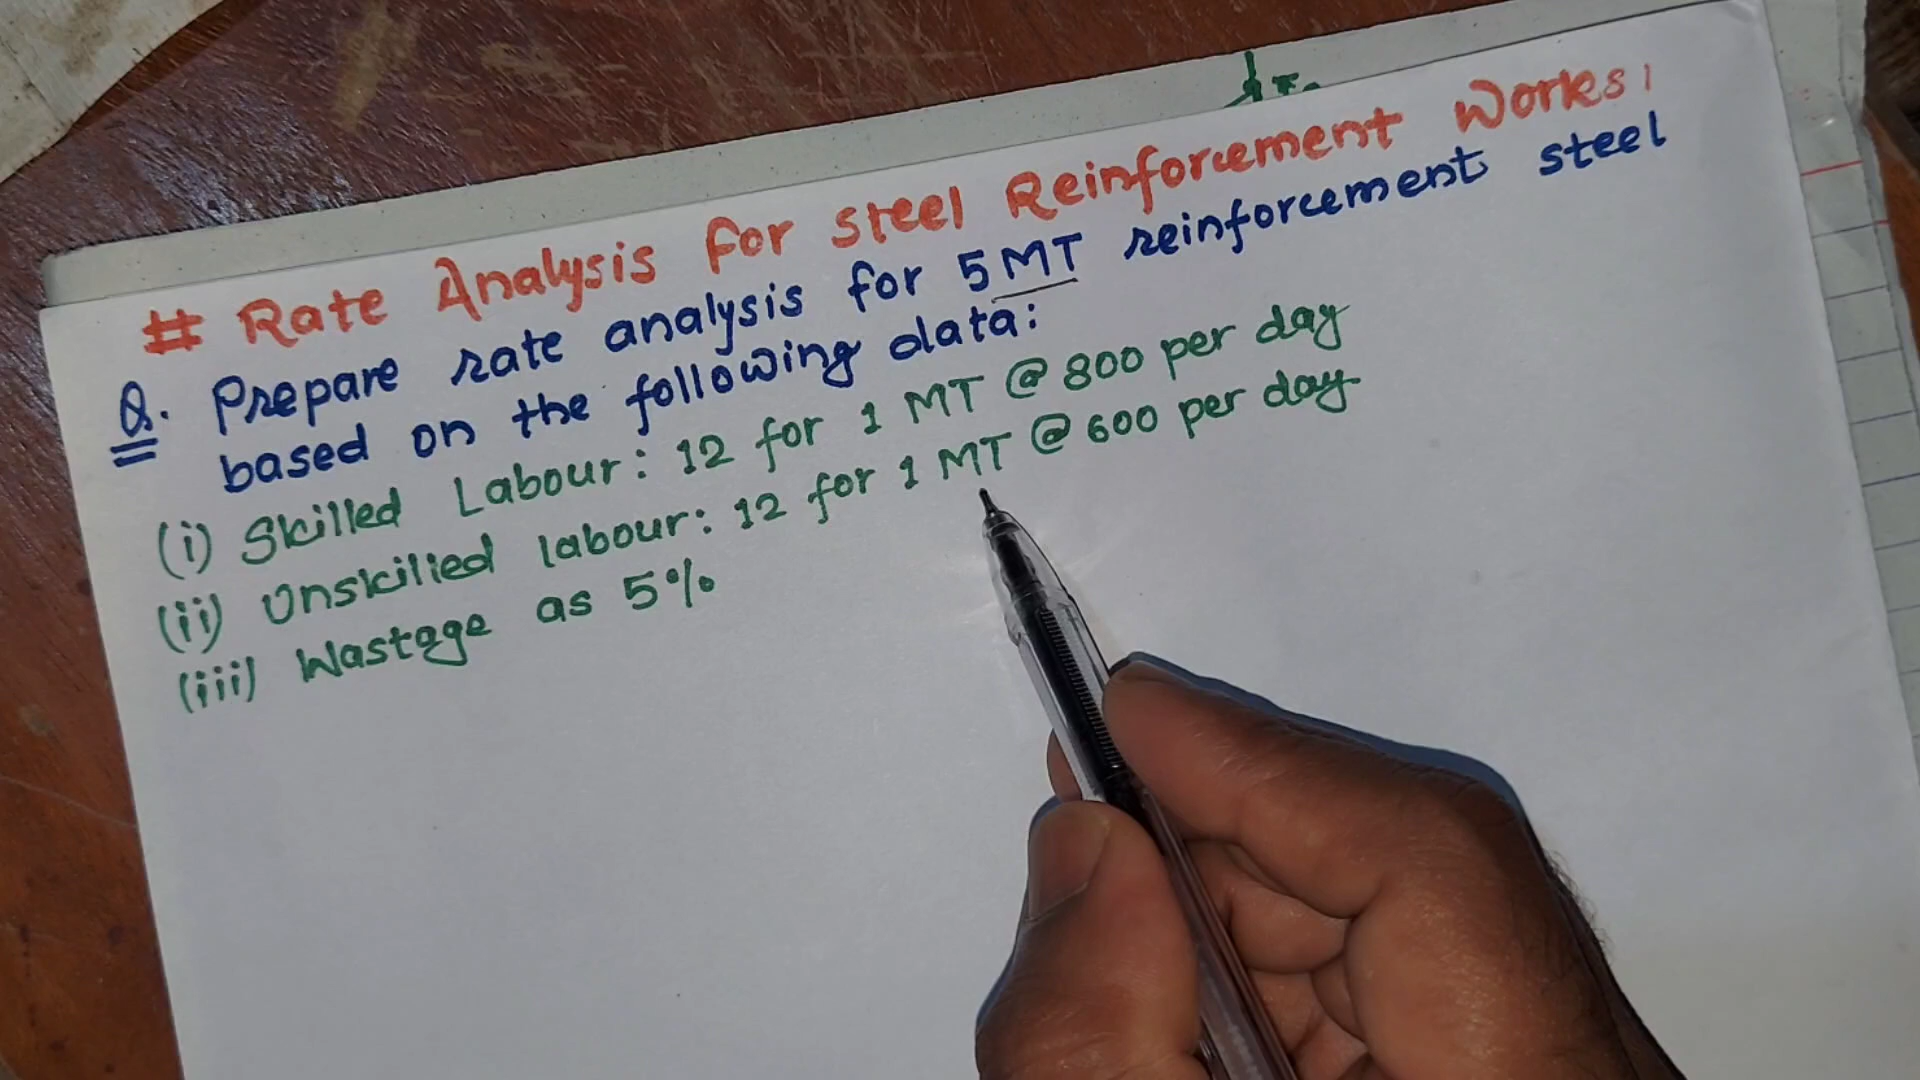 # Rate Analysis for Steel Reinforcement Works:
Q. Prepare rate analysis for 5 MT reinforcement steel
based on the following data:
(i) Skilled Labour: 12 for 1 MT @ 800 per day
(ii) Unskilled labour: 12 for 1 MT @ 600 per day
(iii) Wastage as 5%